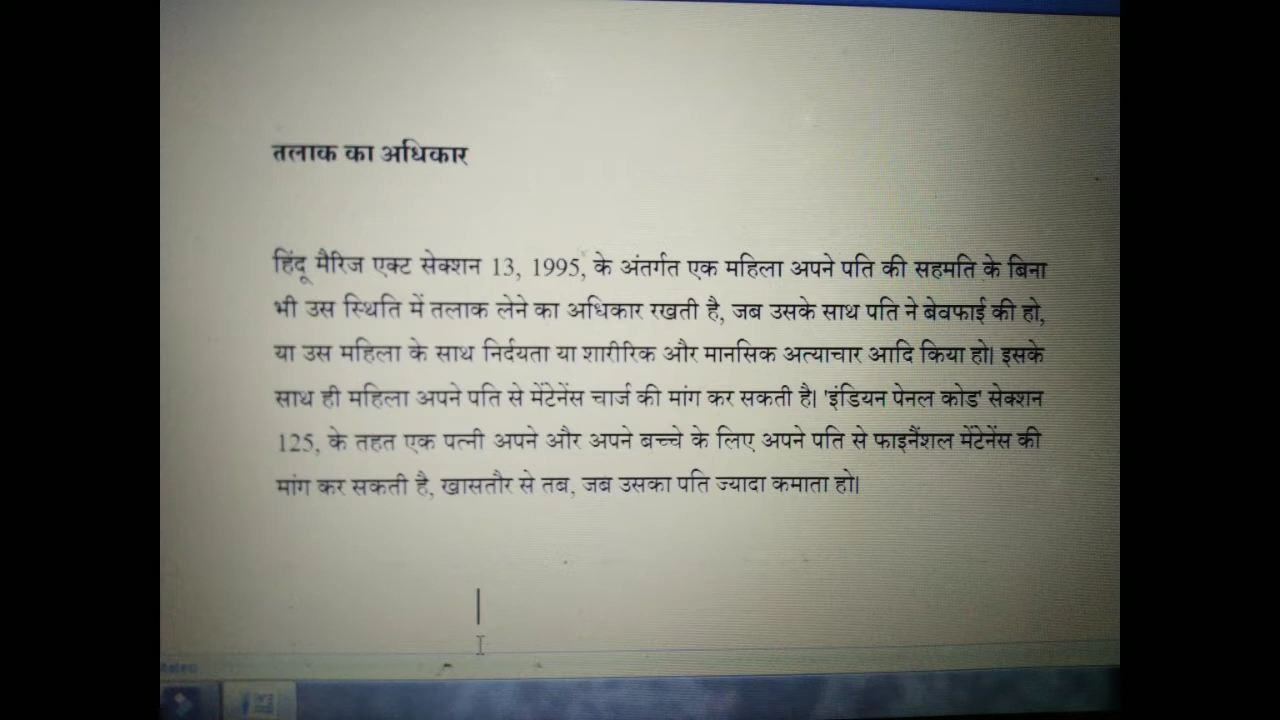 तलाक का अधिकार
हिंदू मैरिज एक्ट सेक्शन 13, 1995, के अंतर्गत एक महिला अपने पति की सहमति के बिना
भी उस स्थिति में तलाक लेने का अधिकार रखती है, जब उसके साथ पति ने बेवफाई की हो,
या उस महिला के साथ निर्दयता या शारीरिक और मानसिक अत्याचार आदि किया हो। इसके
साथ ही महिला अपने पति से मेंटेनेंस चार्ज की मांग कर सकती है। 'इंडियन पेनल कोड' सेक्शन
125, के तहत एक पत्नी अपने और अपने बच्चे के लिए अपने पति से फाइनैंशल मेंटेनेंस की
मांग कर सकती है, खासतौर से तब, जब उसका पति ज्यादा कमाता हो।